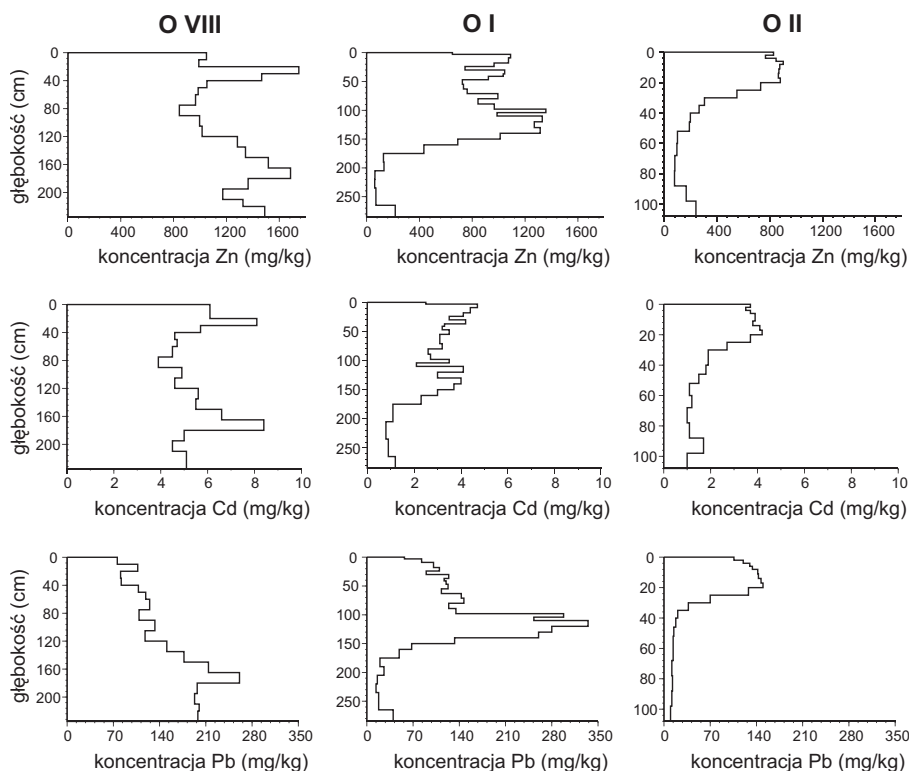 O VIII O I O II
0
40
80
120
160
200
głębokość (cm)
0 400 800 1200 1600
koncentracja Zn (mg/kg)
0
50
100
150
200
250
0 400 800 1200 1600
koncentracja Zn (mg/kg)
0
20
40
60
80
100
0 400 800 1200 1600
koncentracja Zn (mg/kg)
0
40
80
120
160
200
głębokość (cm)
0 2 4 6 8 10
koncentracja Cd (mg/kg)
0
50
100
150
200
250
0 2 4 6 8 10
koncentracja Cd (mg/kg)
0
20
40
60
80
100
0 2 4 6 8 10
koncentracja Cd (mg/kg)
0
40
80
120
160
200
głębokość (cm)
0 70 140 210 280 350
koncentracja Pb (mg/kg)
0
50
100
150
200
250
0 70 140 210 280 350
koncentracja Pb (mg/kg)
0
20
40
60
80
100
0 70 140 210 280 350
koncentracja Pb (mg/kg)